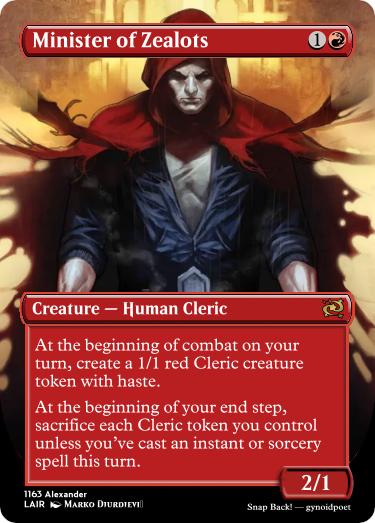 Minister of Zealots 1
Creature — Human Cleric
At the beginning of combat on your
turn, create a 1/1 red Cleric creature
token with haste.
At the beginning of your end step,
sacrifice each Cleric token you control
unless you've cast an instant or sorcery
spell this turn.
2/1
1163 Alexander
LAIR Marko Djurdjević
Snap Back! — gynoidpoet